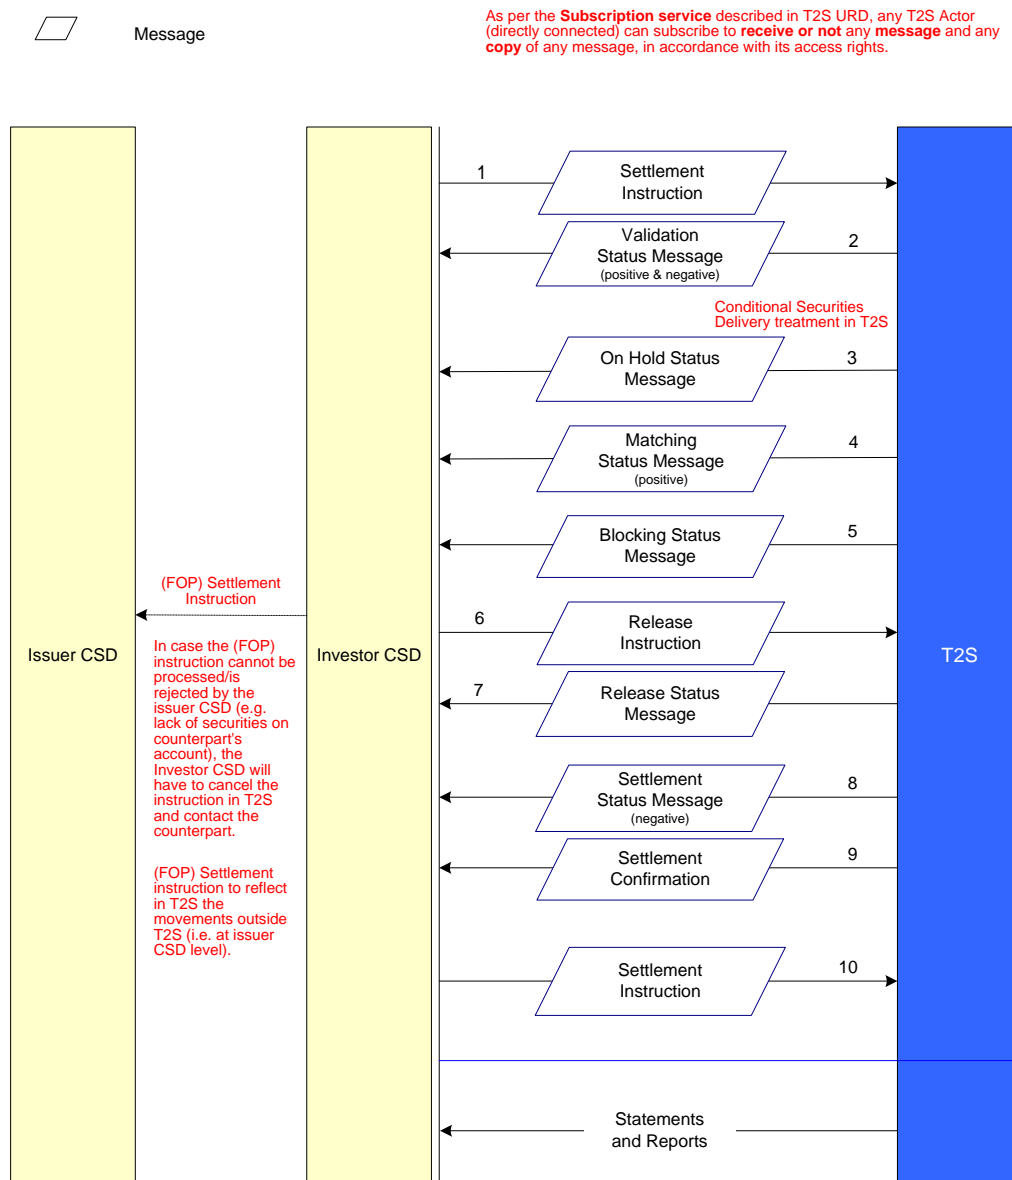 Message
As per the Subscription service described in T2S URD, any T2S Actor
(directly connected) can subscribe to receive or not any message and any
copy of any message, in accordance with its access rights.
1
Settlement
Instruction
Validation
Status Message
(positive & negative)
2
Conditional Securities
Delivery treatment in T2S
On Hold Status
Message
3
Matching
Status Message
(positive)
4
Blocking Status
Message
5
(FOP) Settlement
Instruction
6
Release
Instruction
Issuer CSD
In case the (FOP)
instruction cannot be
processed/is
rejected by the
issuer CSD (e.g.
lack of securities on
counterpart's
account), the
Investor CSD will
have to cancel the
instruction in T2S
and contact the
counterpart.
Investor CSD
T2S
7
Release Status
Message
Settlement
Status Message
(negative)
8
Settlement
Confirmation
9
(FOP) Settlement
instruction to reflect
in T2S the
movements outside
T2S (i.e. at issuer
CSD level).
Settlement
Instruction
10
Statements
and Reports